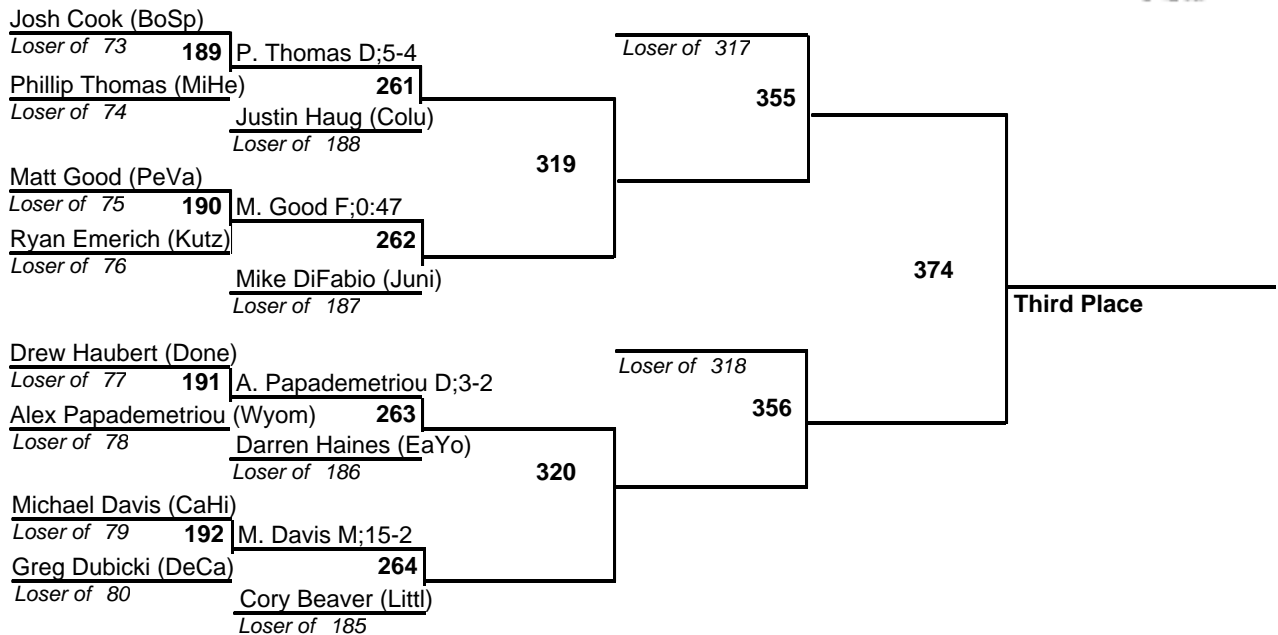 Josh Cook (BoSp)
Loser of 73
189
P. Thomas D;5-4
Loser of 317
Phillip Thomas (MiHe)
261
355
Loser of 74
Justin Haug (Colu)
Loser of 188
319
Matt Good (PeVa)
Loser of 75
190
M. Good F;0:47
Ryan Emerich (Kutz)
262
Loser of 76
374
Mike DiFabio (Juni)
Loser of 187
Third Place
Drew Haubert (Done)
Loser of 77
191
A. Papademetriou D;3-2
Loser of 318
Alex Papademetriou (Wyom)
263
356
Loser of 78
Darren Haines (EaYo)
Loser of 186
320
Michael Davis (CaHi)
Loser of 79
192
M. Davis M;15-2
Greg Dubicki (DeCa)
264
Loser of 80
Cory Beaver (Littl)
Loser of 185